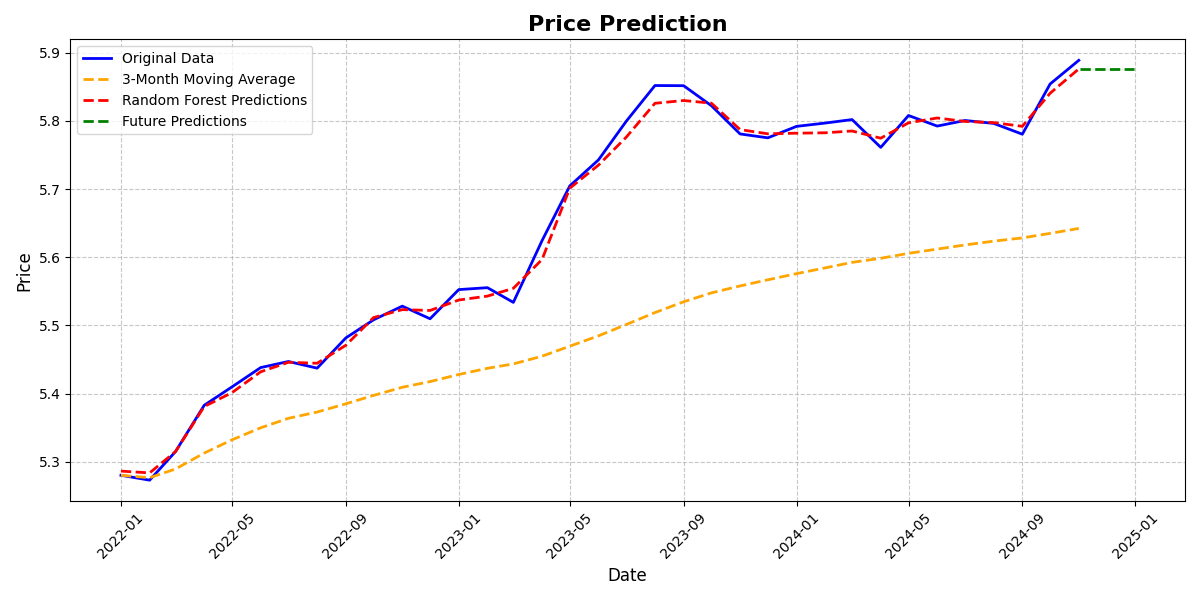 Price Prediction
Original Data
3-Month Moving Average
Random Forest Predictions
Future Predictions
5.9
5.8
5.7
5.6
5.5
5.4
5.3
Price
2022-01
2022-05
2022-09
2023-01
2023-05
2023-09
2024-01
2024-05
2024-09
2025-01
Date